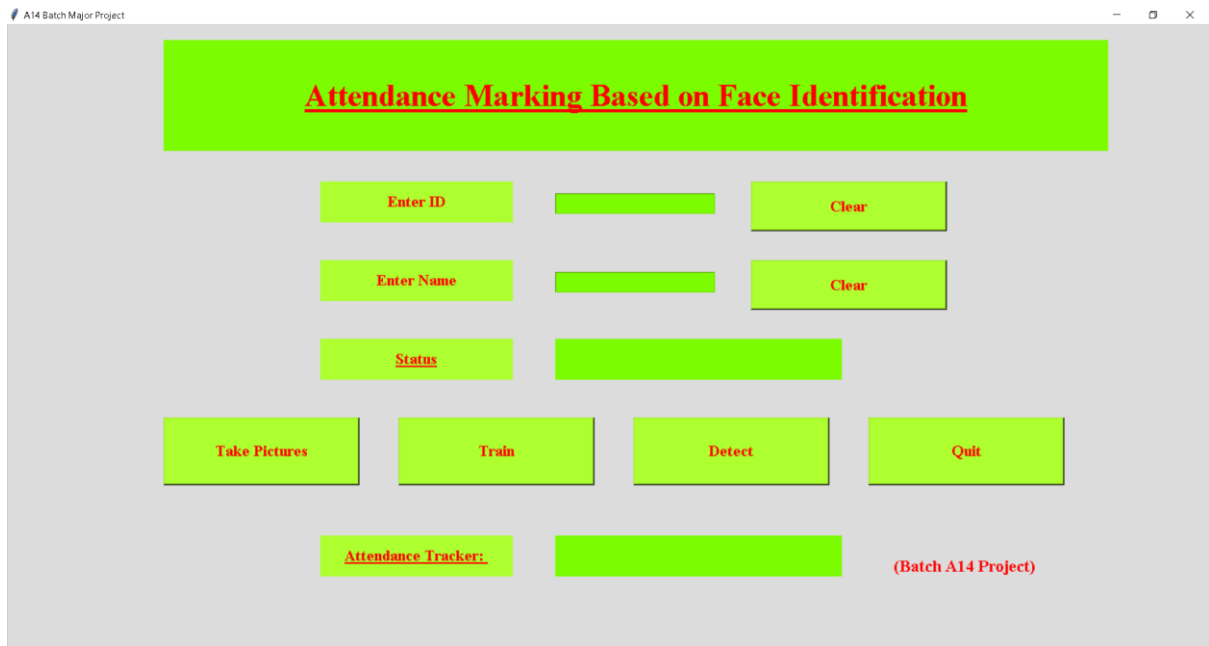 A14 Batch Major Project
Attendance Marking Based on Face Identification
Enter ID
Clear
Enter Name
Clear
Status
Take Pictures
Train
Detect
Quit
Attendance Tracker:
(Batch A14 Project)